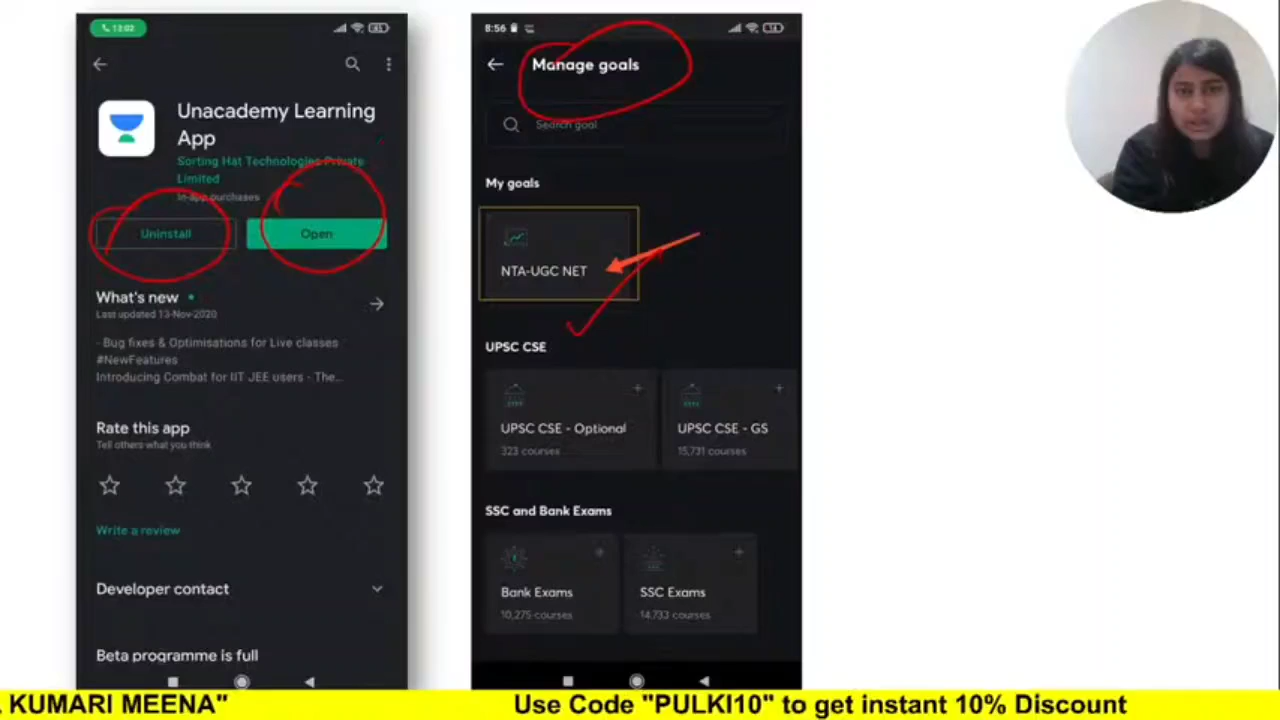 13:02
Unacademy Learning
App
Sorting Hat Technologies Private
Limited
In-app purchases
Uninstall
Open
What's new
Last updated 13-Nov-2020
- Bug fixes & Optimisations for Live classes
#NewFeatures
Introducing Combat for IIT JEE users - The...
Rate this app
Tell others what you think
Write a review
Developer contact
Beta programme is full
8:56
Manage goals
Search goal
My goals
NTA-UGC NET
UPSC CSE
UPSC CSE - Optional
323 courses
UPSC CSE - GS
15,731 courses
SSC and Bank Exams
Bank Exams
10,275 courses
SSC Exams
14,733 courses
KUMARI MEENA"
Use Code "PULKI10" to get instant 10% Discount